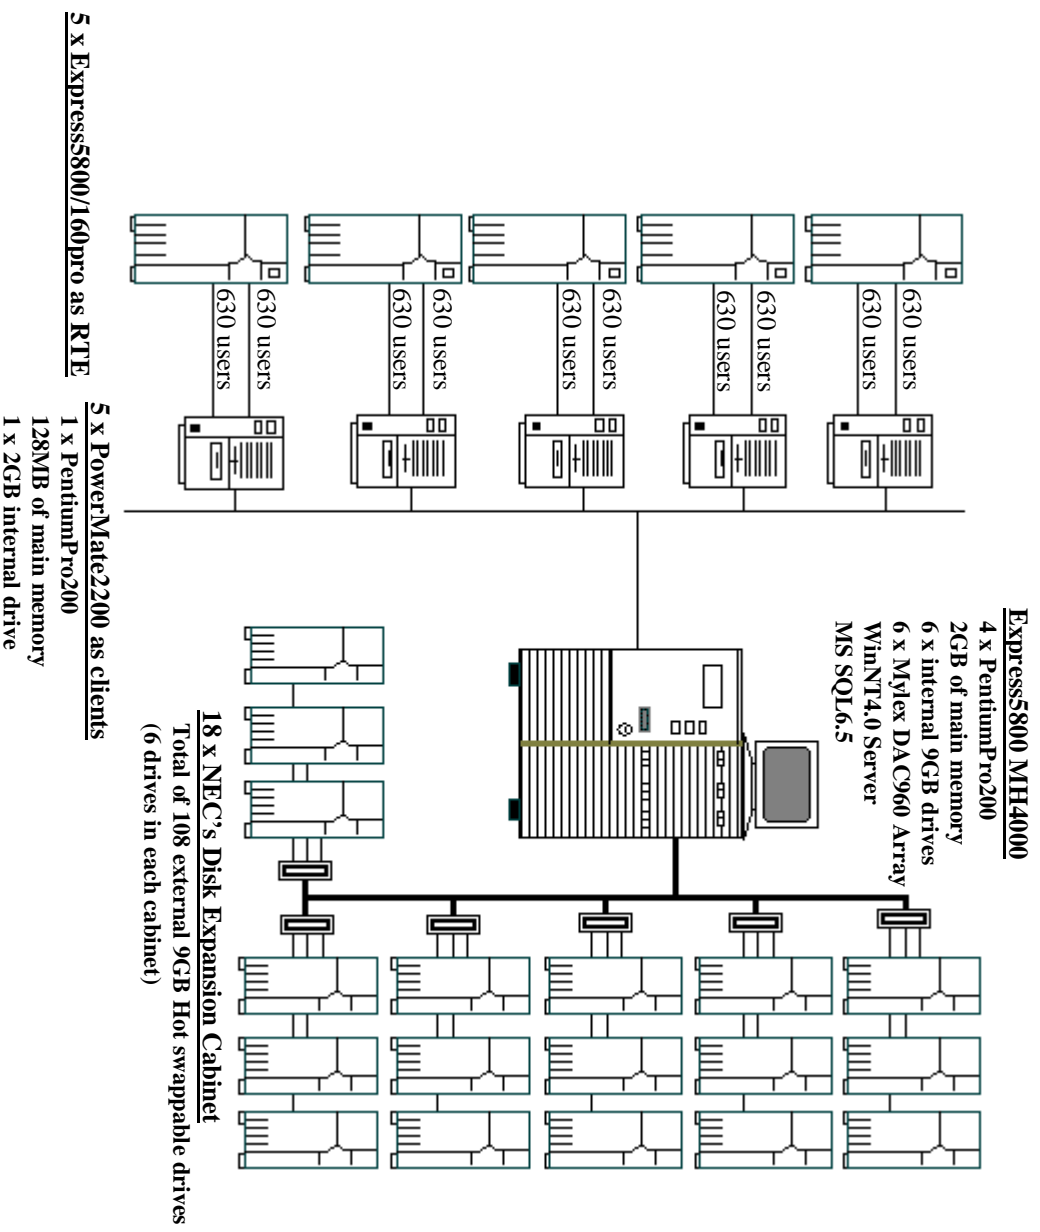 Express5800 MH4000
4 x PentiumPro200
2GB of main memory
6 x internal 9GB drives
6 x Mylex DAC960 Array
WinNT4.0 Server
MS SQL6.5
630 users
630 users
630 users
630 users
630 users
630 users
630 users
630 users
630 users
630 users
18 x NEC's Disk Expansion Cabinet
Total of 108 external 9GB Hot swappable drives
(6 drives in each cabinet)
5 x Express5800/160pro as RTE
5 x PowerMate2200 as clients
1 x PentiumPro200
128MB of main memory
1 x 2GB internal drive